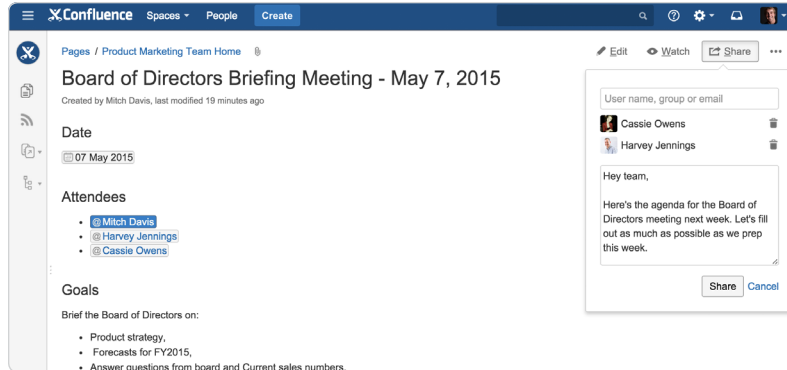 Confluence Spaces People Create
Pages / Product Marketing Team Home
Edit Watch Share
Board of Directors Briefing Meeting - May 7, 2015
Created by Mitch Davis, last modified 19 minutes ago
Date
07 May 2015
Attendees
@Mitch Davis
@Harvey Jennings
@Cassie Owens
Goals
Brief the Board of Directors on:
Product strategy,
Forecasts for FY2015,
Answer questions from board and Current sales numbers.
User name, group or email
Cassie Owens
Harvey Jennings
Hey team,
Here's the agenda for the Board of
Directors meeting next week. Let's fill
out as much as possible as we prep
this week.
Share Cancel